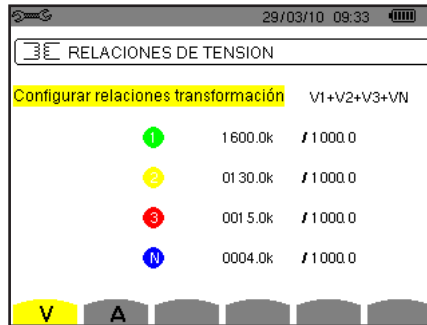 29/03/10 09:33
RELACIONES DE TENSION
Configurar relaciones transformación V1+V2+V3+VN
1 1600.0k / 1000.0
2 0130.0k / 1000.0
3 0015.0k / 1000.0
N 0004.0k / 1000.0
V A